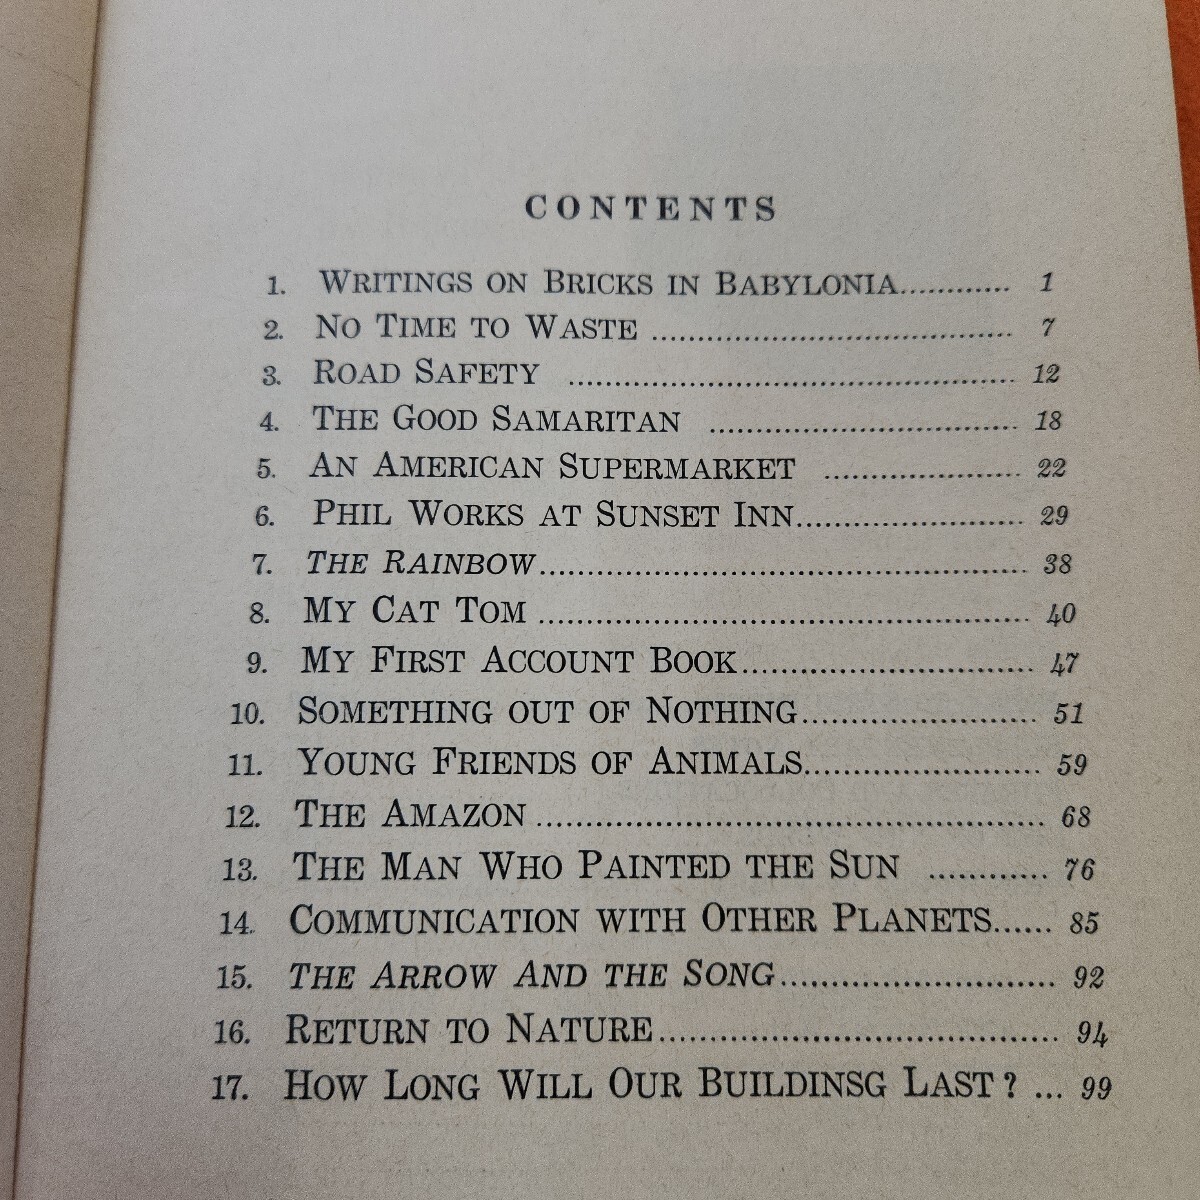 CONTENTS
1. WRITINGS ON BRICKS IN BABYLONIA............ 1
2. NO TIME TO WASTE ...................................... 7
3. ROAD SAFETY ............................................... 12
4. THE GOOD SAMARITAN ................................ 18
5. AN AMERICAN SUPERMARKET ..................... 22
6. PHIL WORKS AT SUNSET INN........................ 29
7. THE RAINBOW................................................... 38
8. MY CAT TOM ................................................... 40
9. MY FIRST ACCOUNT BOOK.............................. 47
10. SOMETHING OUT OF NOTHING........................ 51
11. YOUNG FRIENDS OF ANIMALS........................ 59
12. THE AMAZON ..................................................... 68
13. THE MAN WHO PAINTED THE SUN ............ 76
14. COMMUNICATION WITH OTHER PLANETS...... 85
15. THE ARROW AND THE SONG............................ 92
16. RETURN TO NATURE........................................ 94
17. HOW LONG WILL OUR BUILDINSG LAST? ... 99